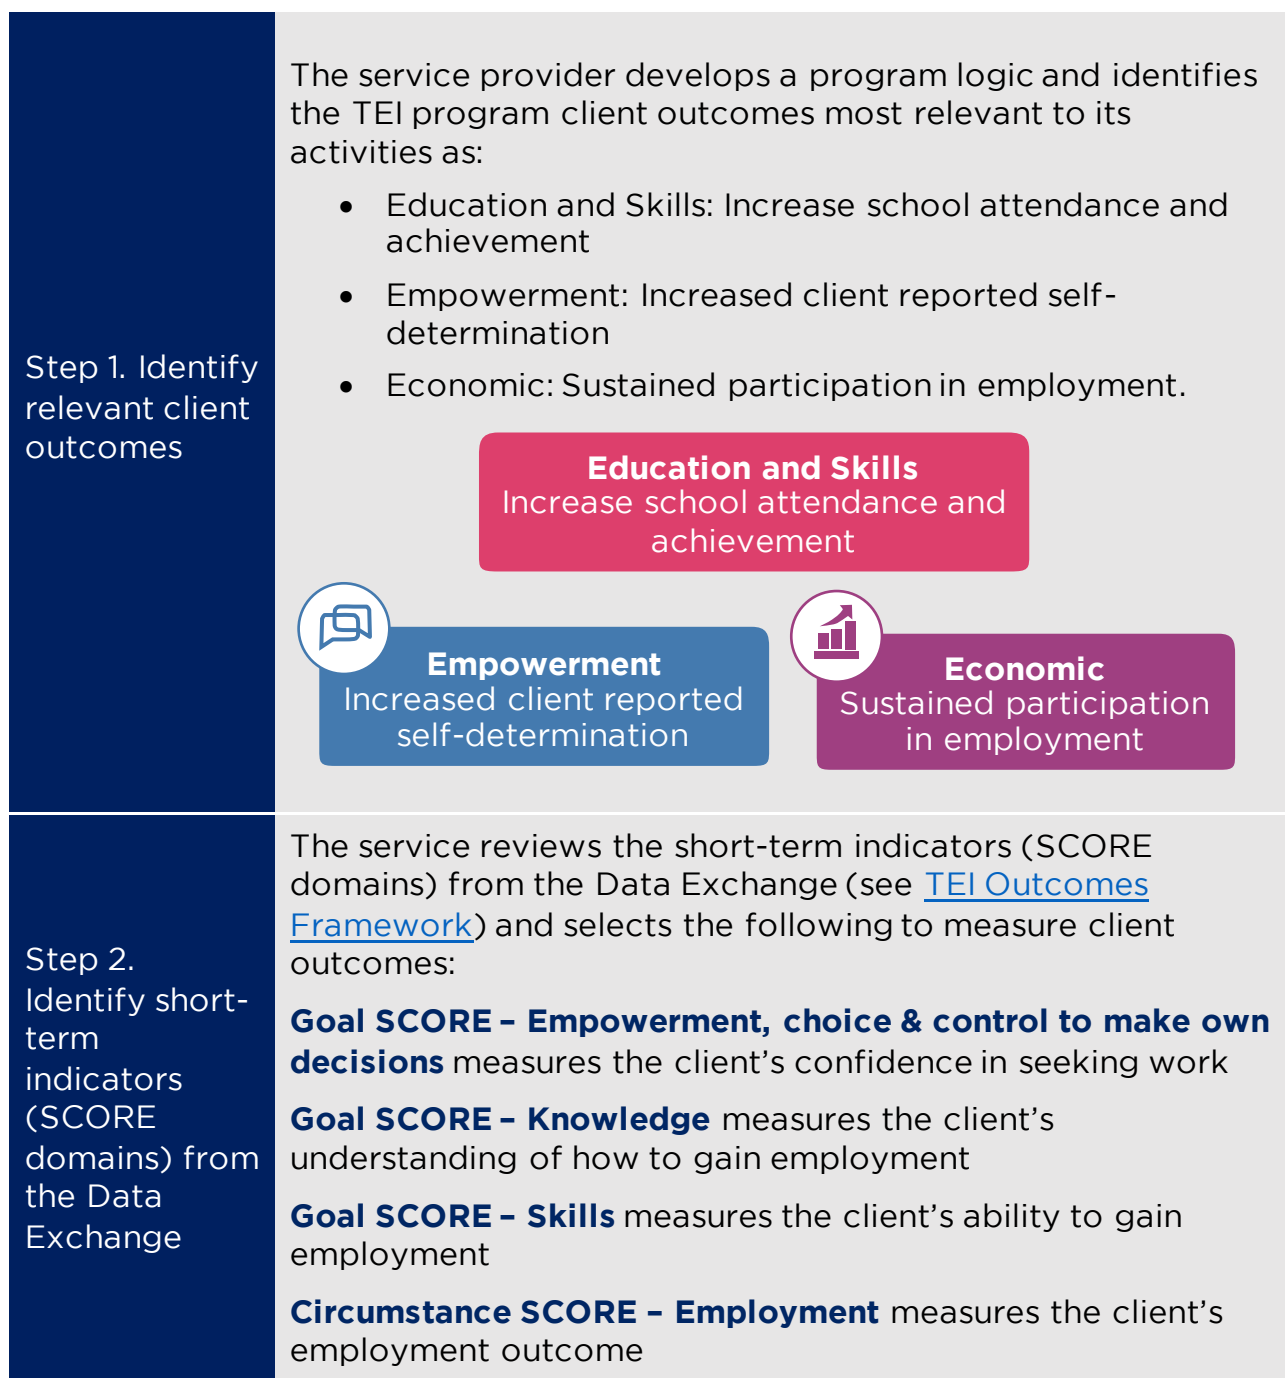 Step 1. Identify
relevant client
outcomes
The service provider develops a program logic and identifies
the TEI program client outcomes most relevant to its
activities as:
• Education and Skills: Increase school attendance and
achievement
• Empowerment: Increased client reported self-
determination
• Economic: Sustained participation in employment.
Education and Skills
Increase school attendance and
achievement
Empowerment
Increased client reported
self-determination
Economic
Sustained participation
in employment
Step 2.
Identify short-
term
indicators
(SCORE
domains) from
the Data
Exchange
The service reviews the short-term indicators (SCORE
domains) from the Data Exchange (see TEI Outcomes
Framework) and selects the following to measure client
outcomes:
Goal SCORE – Empowerment, choice & control to make own
decisions measures the client’s confidence in seeking work
Goal SCORE – Knowledge measures the client’s
understanding of how to gain employment
Goal SCORE – Skills measures the client’s ability to gain
employment
Circumstance SCORE – Employment measures the client’s
employment outcome